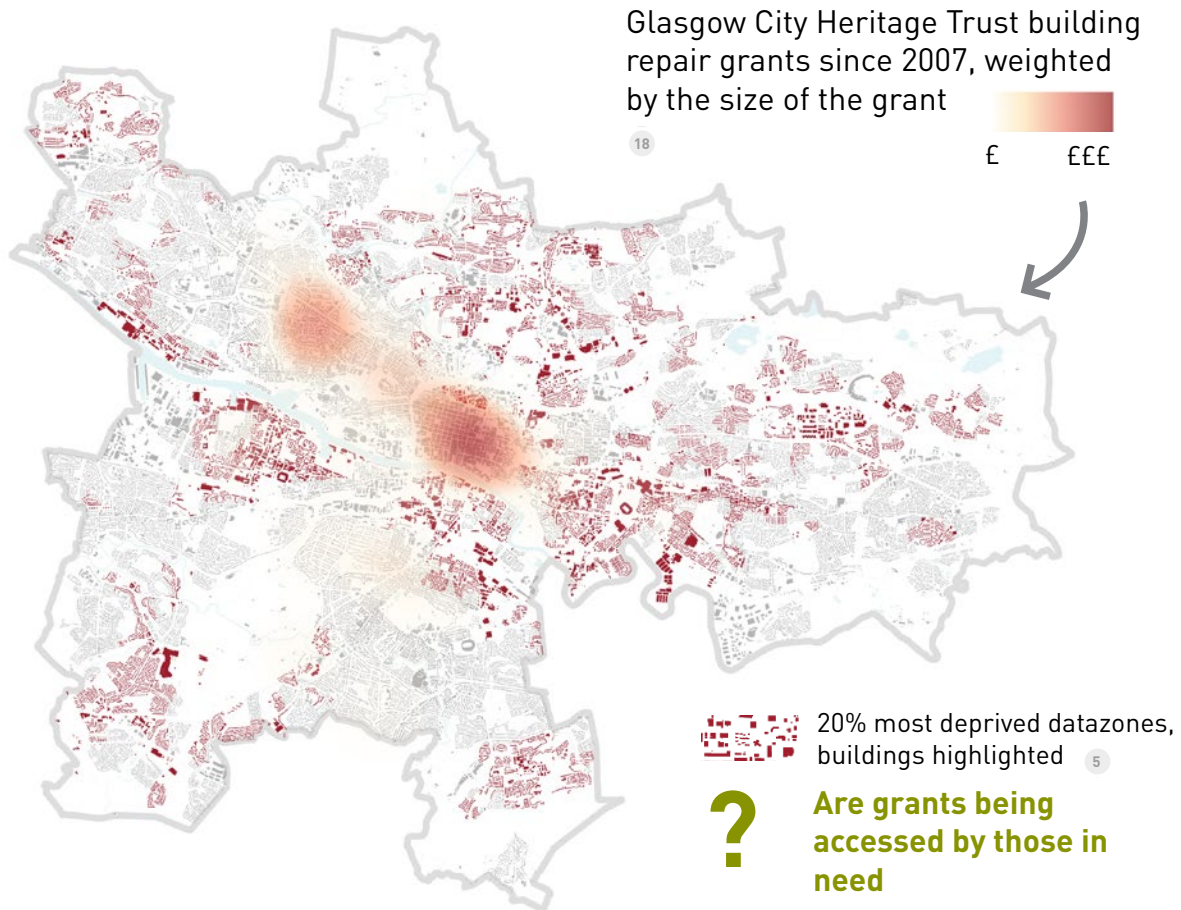 Glasgow City Heritage Trust building
repair grants since 2007, weighted
by the size of the grant
18
£ £££
20% most deprived datazones,
buildings highlighted 5
? Are grants being
accessed by those in
need